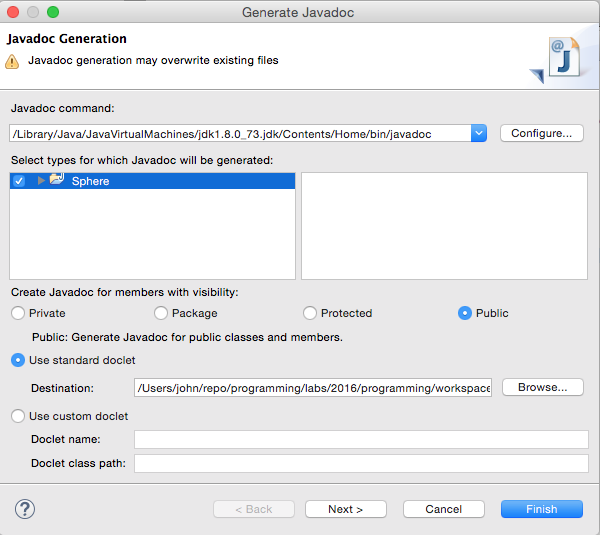 Generate Javadoc
Javadoc Generation
Javadoc generation may overwrite existing files
@
J
Javadoc command:
/Library/Java/JavaVirtualMachines/jdk1.8.0_73.jdk/Contents/Home/bin/javadoc
Configure...
Select types for which Javadoc will be generated:
Sphere
Create Javadoc for members with visibility:
Private Package Protected Public
Public: Generate Javadoc for public classes and members.
Use standard doclet
Destination: /Users/john/repo/programming/labs/2016/programming/workspace Browse...
Use custom doclet
Doclet name:
Doclet class path:
? < Back Next > Cancel Finish